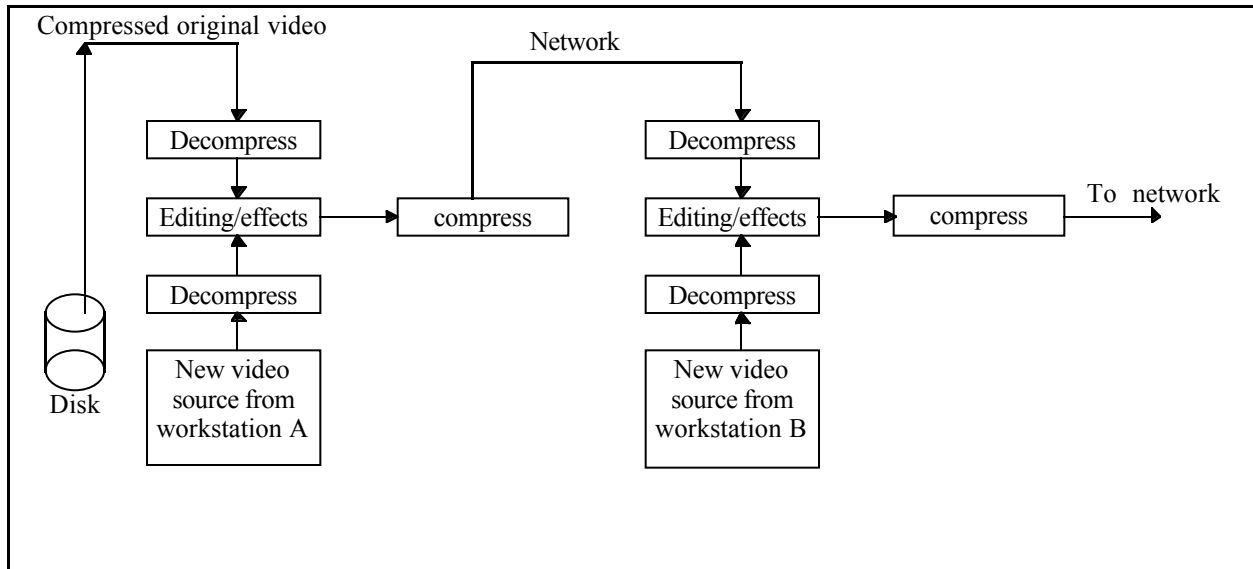 Compressed original video
Network
Decompress
Decompress
Editing/effects
compress
Editing/effects
compress
To network
Decompress
Decompress
Disk
New video
source from
workstation A
New video
source from
workstation B